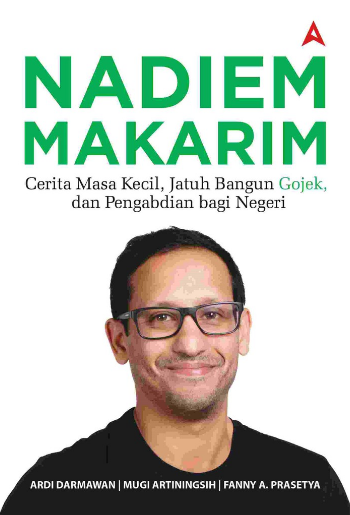 NADIEM
MAKARIM
Cerita Masa Kecil, Jatuh Bangun Gojek,
dan Pengabdian bagi Negeri
ARDI DARMAWAN | MUGI ARTININGSIH | FANNY A. PRASETYA